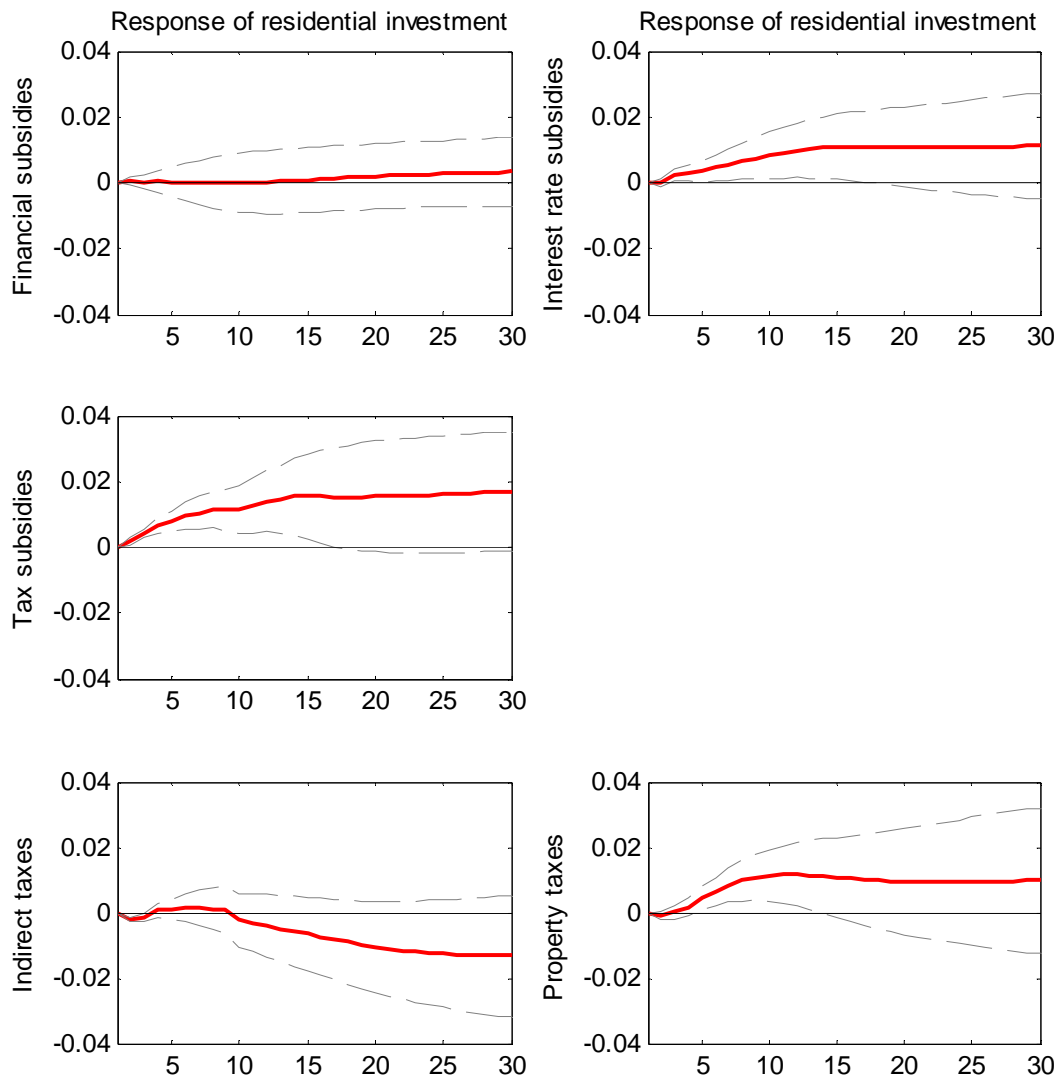 Response of residential investment
Financial subsidies
0.04
0.02
0
-0.02
-0.04
5 10 15 20 25 30
Response of residential investment
Interest rate subsidies
0.04
0.02
0
-0.02
-0.04
5 10 15 20 25 30
Tax subsidies
0.04
0.02
0
-0.02
-0.04
5 10 15 20 25 30
Indirect taxes
0.04
0.02
0
-0.02
-0.04
5 10 15 20 25 30
Property taxes
0.04
0.02
0
-0.02
-0.04
5 10 15 20 25 30